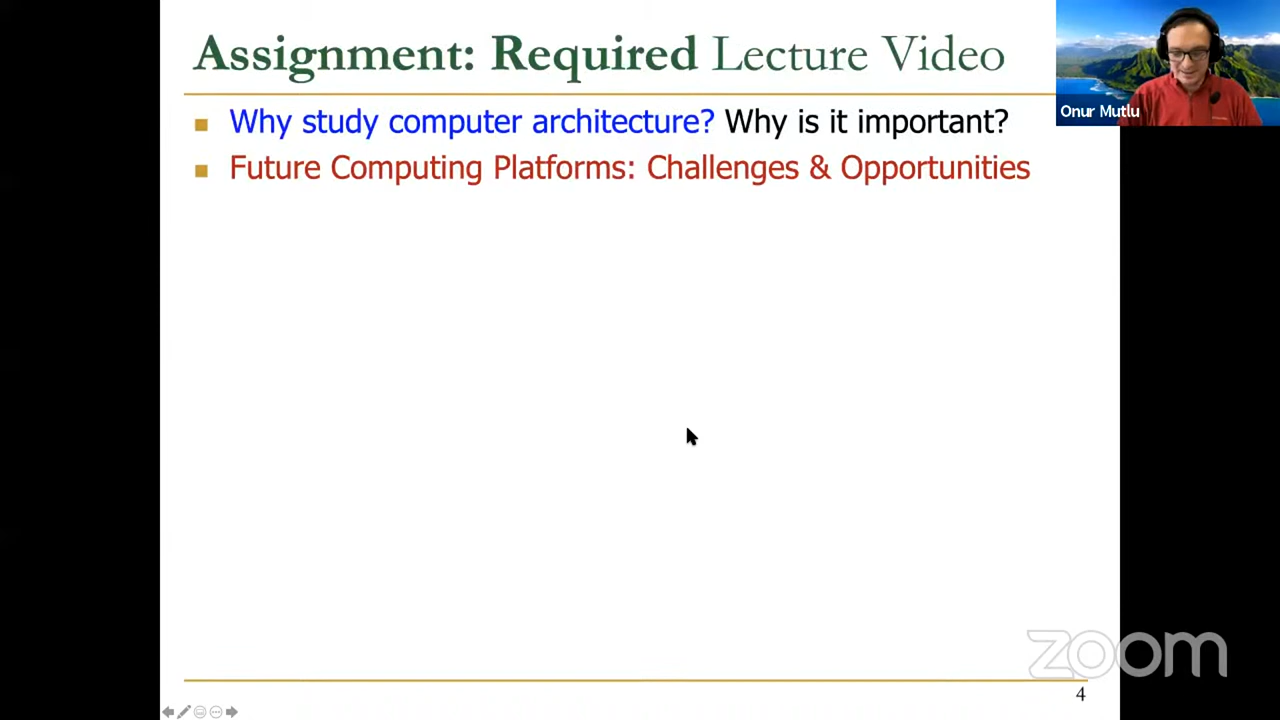 Assignment: Required Lecture Video
Onur Mutlu
Why study computer architecture? Why is it important?
Future Computing Platforms: Challenges & Opportunities
zoom
4